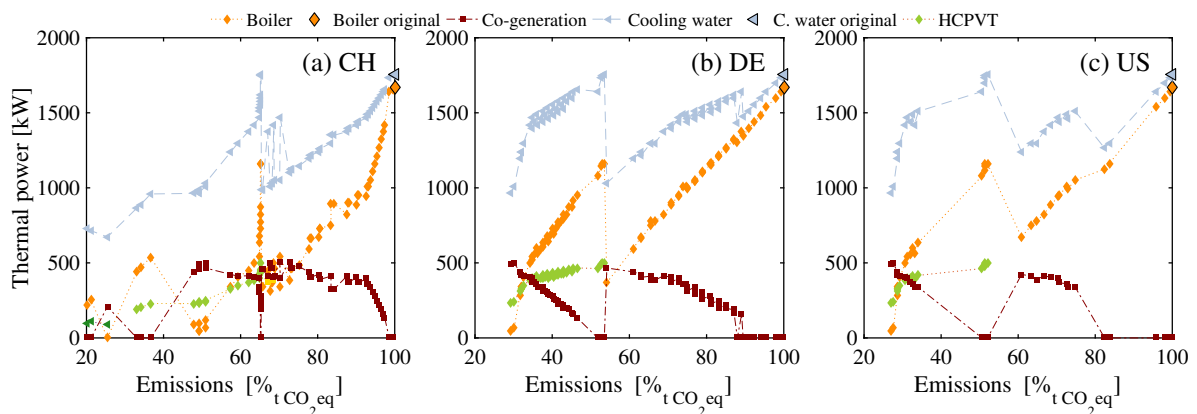 Boiler Boiler original Co-generation Cooling water C. water original HCPVT
Thermal power [kW]
2000
1500
1000
500
0
(a) CH
20 40 60 80 100
Emissions [%t CO2eq]
2000
1500
1000
500
0
(b) DE
20 40 60 80 100
Emissions [%t CO2eq]
2000
1500
1000
500
0
(c) US
20 40 60 80 100
Emissions [%t CO2eq]